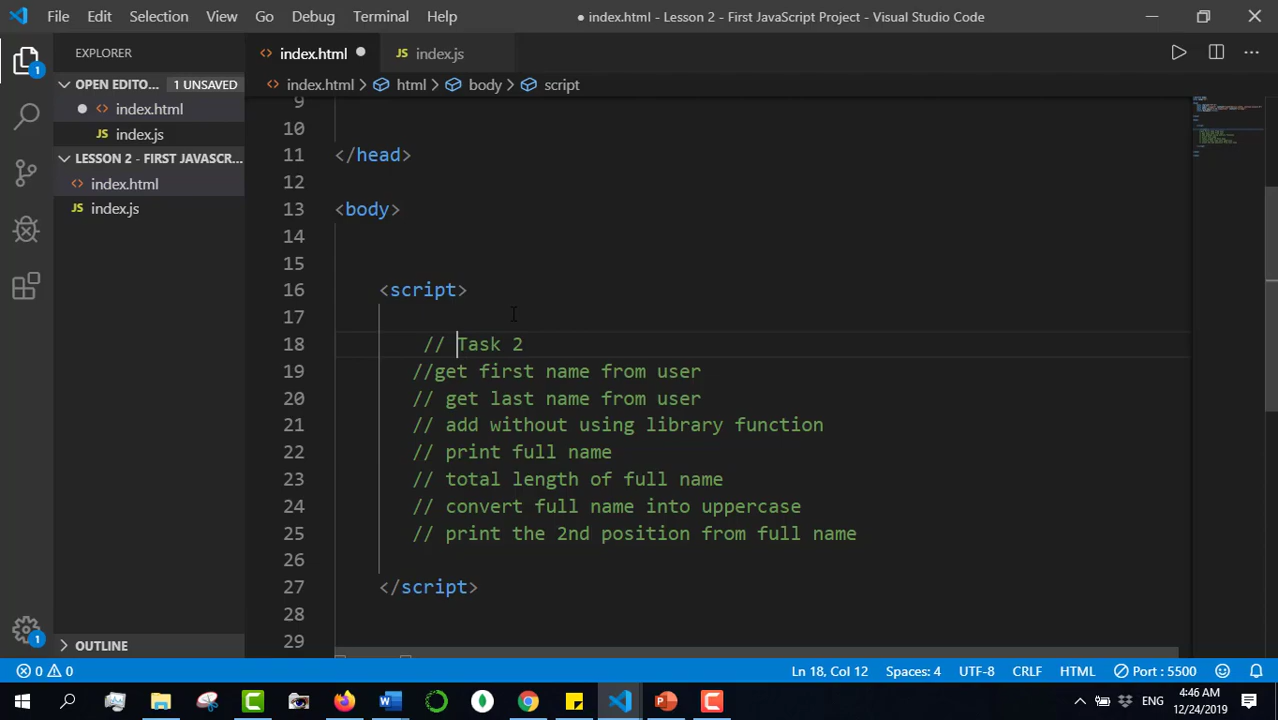 File Edit Selection View Go Debug Terminal Help ● index.html - Lesson 2 - First JavaScript Project - Visual Studio Code
EXPLORER
<> index.html ●
JS index.js
OPEN EDITO... 1 UNSAVED
● <> index.html
JS index.js
LESSON 2 - FIRST JAVASCR...
<> index.html
JS index.js
OUTLINE
<> index.html > html > body > script
9
10
11 </head>
12
13 <body>
14
15
16 <script>
17
18 // Task 2
19 //get first name from user
20 // get last name from user
21 // add without using library function
22 // print full name
23 // total length of full name
24 // convert full name into uppercase
25 // print the 2nd position from full name
26
27 </script>
28
29
1
1
0 0 Ln 18, Col 12 Spaces: 4 UTF-8 CRLF HTML Port : 5500
ENG 4:46 AM
12/24/2019